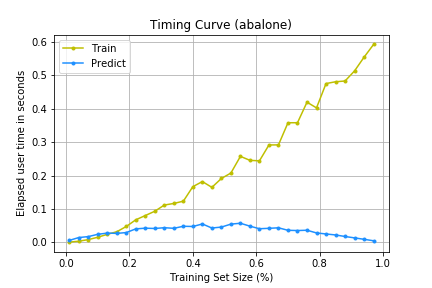 Timing Curve (abalone)
Train
Predict
Elapsed user time in seconds
0.6
0.5
0.4
0.3
0.2
0.1
0.0
0.0 0.2 0.4 0.6 0.8 1.0
Training Set Size (%)